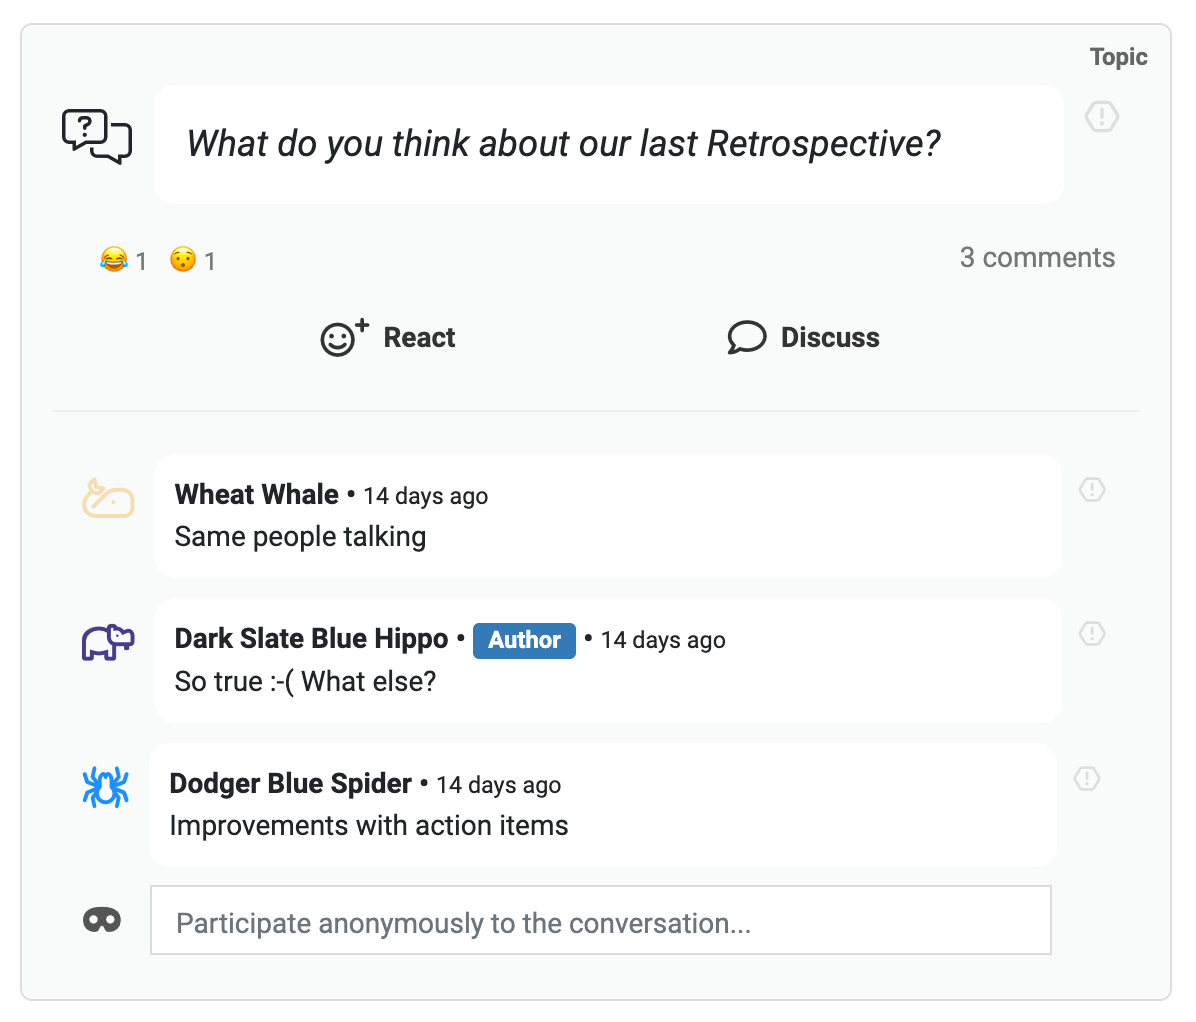 Topic
What do you think about our last Retrospective?
😂 1 😯 1 3 comments
React Discuss
Wheat Whale • 14 days ago
Same people talking
Dark Slate Blue Hippo • Author • 14 days ago
So true :-( What else?
Dodger Blue Spider • 14 days ago
Improvements with action items
Participate anonymously to the conversation...